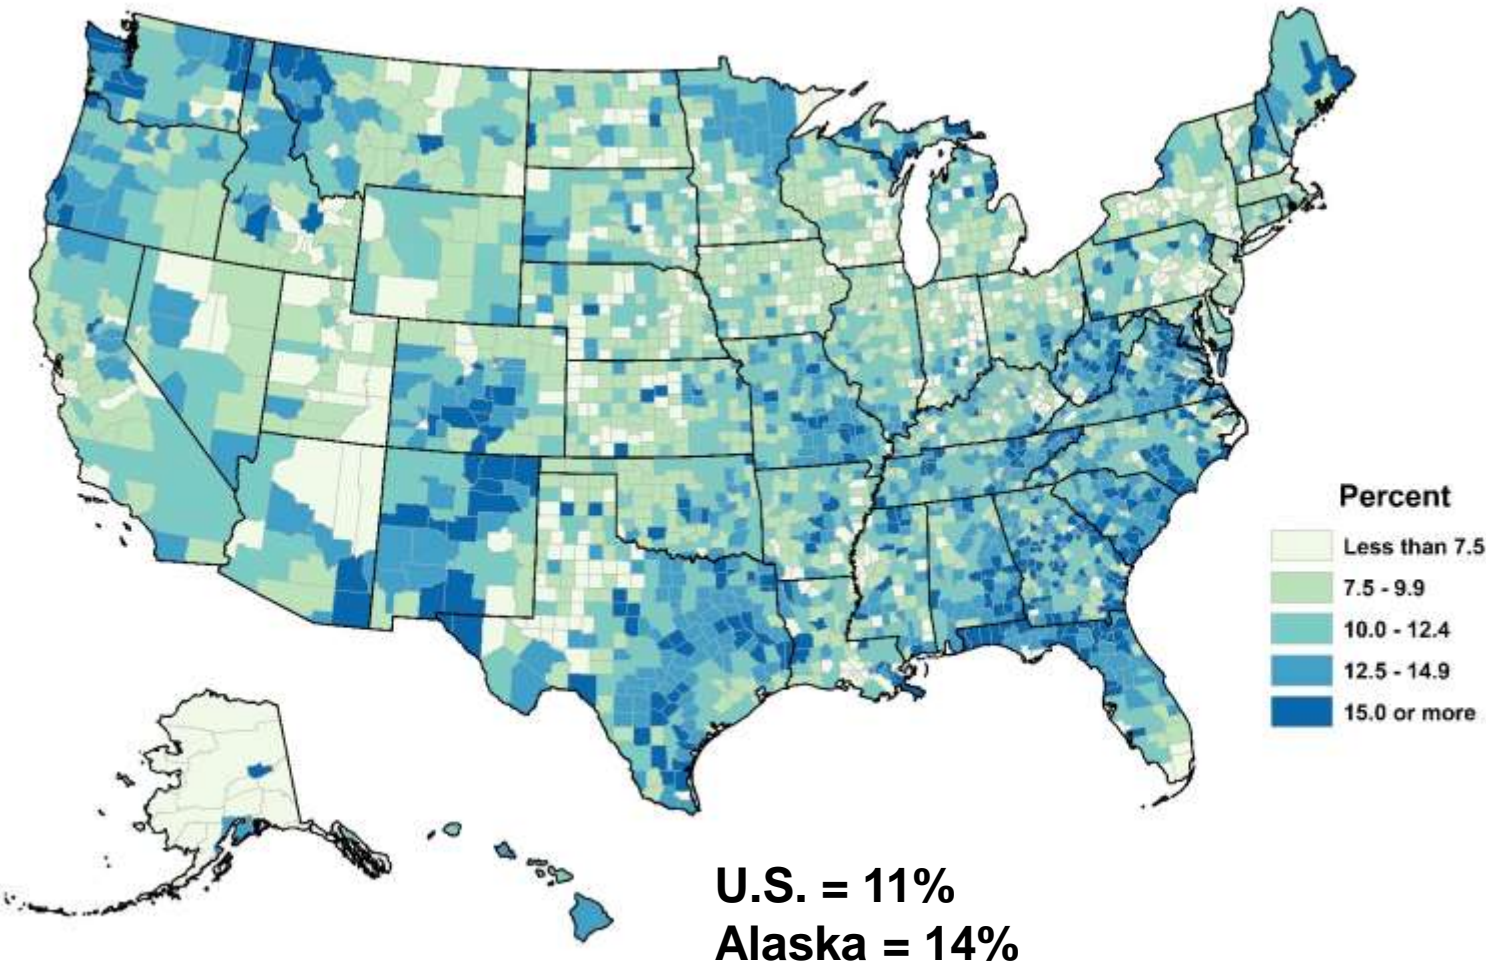 Percent
Less than 7.5
7.5 - 9.9
10.0 - 12.4
12.5 - 14.9
15.0 or more
U.S. = 11%
Alaska = 14%